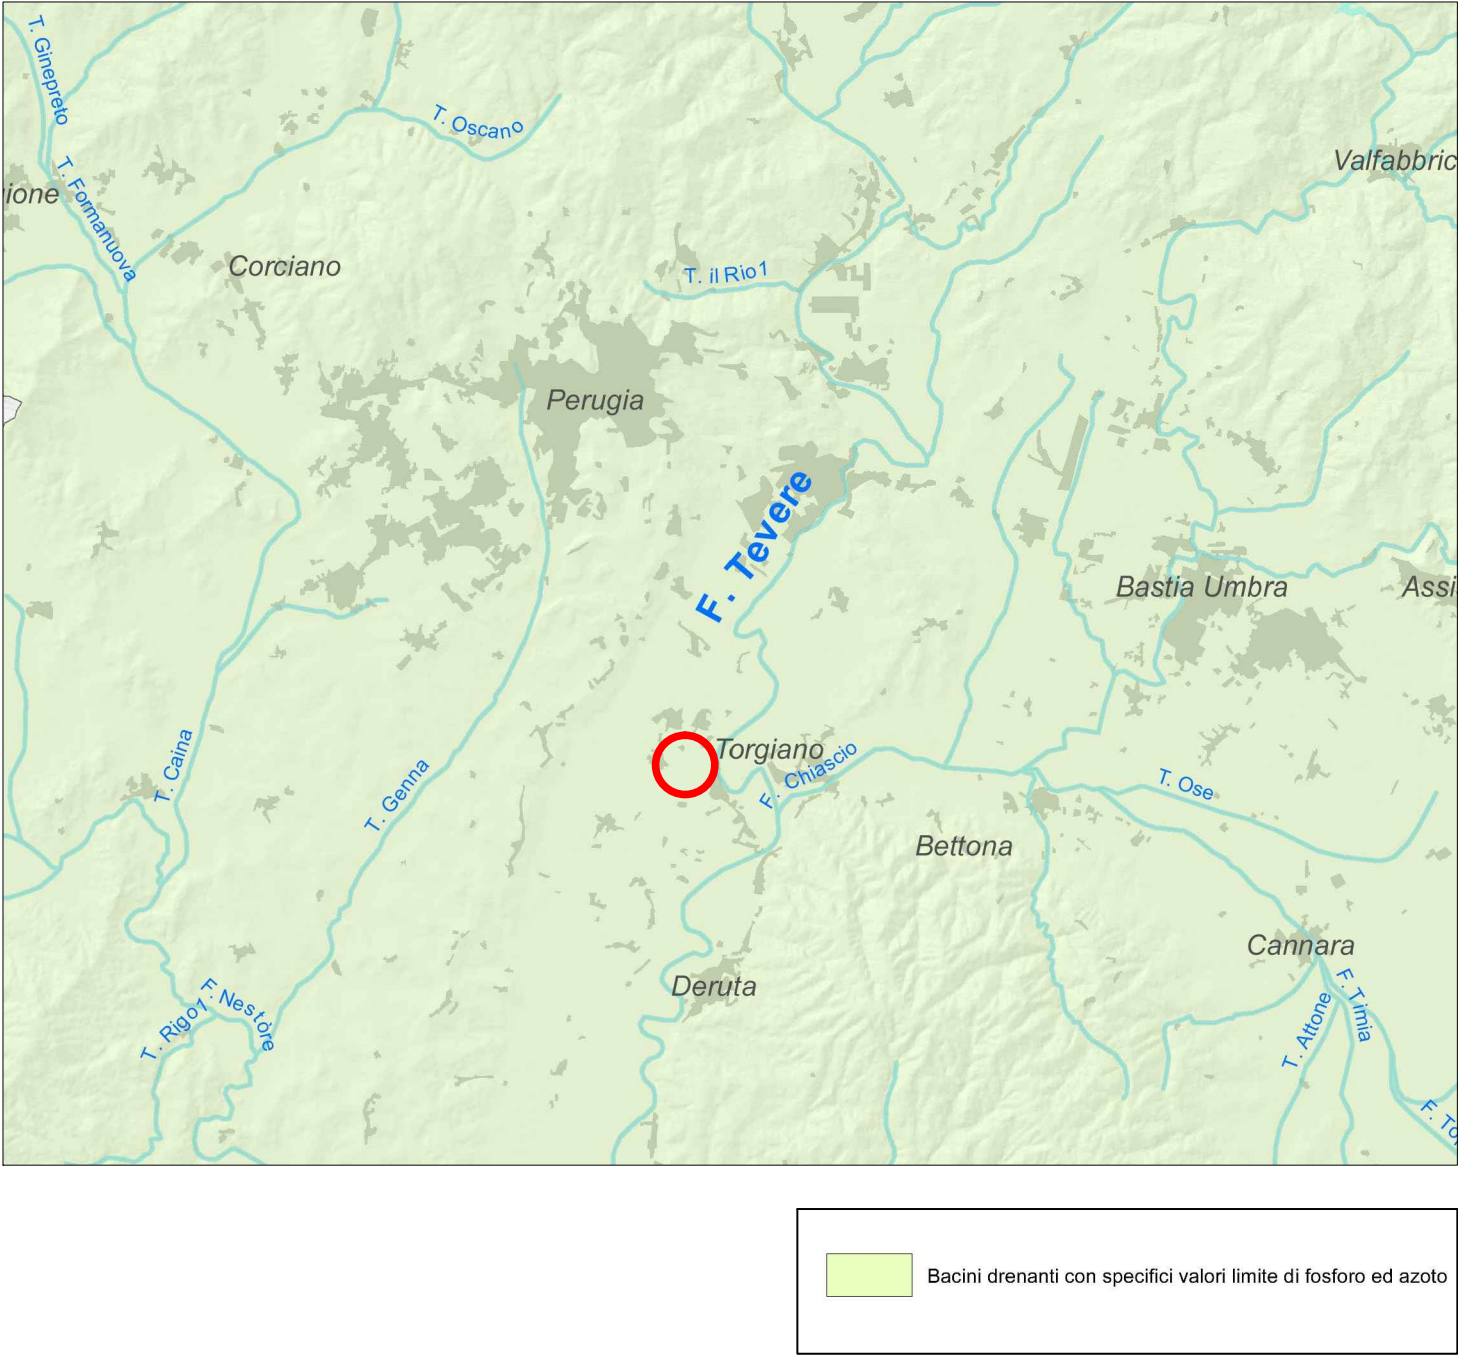 T. Ginepreto
T. Oscano
Valfabbric
T. Formanuova
ione
Corciano
T. il Rio1
Perugia
F. Tevere
Bastia Umbra
Assi
Torgiano
F. Chiascio
T. Caina
T. Genna
T. Ose
Bettona
Cannara
Deruta
F. Nestòre
T. Rigo1
T. Attone
F. Timia
F. To
Bacini drenanti con specifici valori limite di fosforo ed azoto